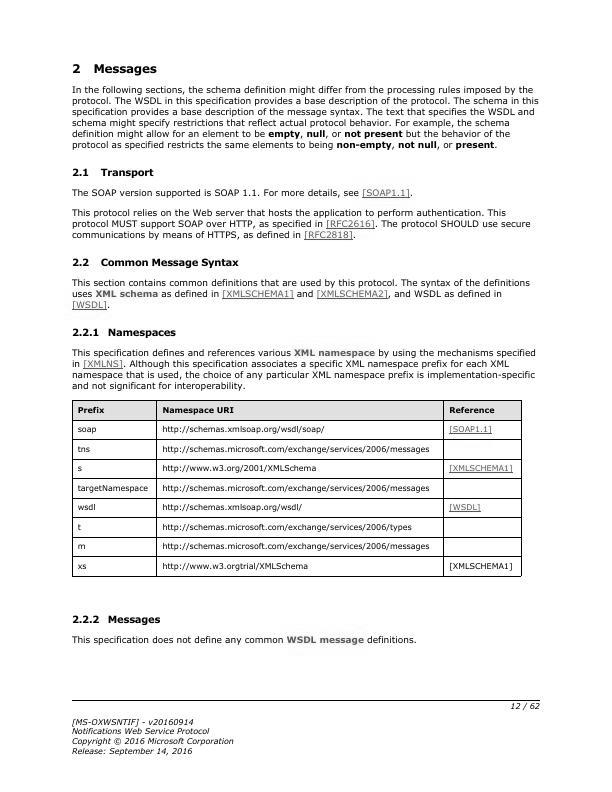 2 Messages
In the following sections, the schema definition might differ from the processing rules imposed by the
protocol. The WSDL in this specification provides a base description of the protocol. The schema in this
specification provides a base description of the message syntax. The text that specifies the WSDL and
schema might specify restrictions that reflect actual protocol behavior. For example, the schema
definition might allow for an element to be empty, null, or not present but the behavior of the
protocol as specified restricts the same elements to being non-empty, not null, or present.
2.1 Transport
The SOAP version supported is SOAP 1.1. For more details, see [SOAP1.1].
This protocol relies on the Web server that hosts the application to perform authentication. This
protocol MUST support SOAP over HTTP, as specified in [RFC2616]. The protocol SHOULD use secure
communications by means of HTTPS, as defined in [RFC2818].
2.2 Common Message Syntax
This section contains common definitions that are used by this protocol. The syntax of the definitions
uses XML schema as defined in [XMLSCHEMA1] and [XMLSCHEMA2], and WSDL as defined in
[WSDL].
2.2.1 Namespaces
This specification defines and references various XML namespace by using the mechanisms specified
in [XMLNS]. Although this specification associates a specific XML namespace prefix for each XML
namespace that is used, the choice of any particular XML namespace prefix is implementation-specific
and not significant for interoperability.
Prefix Namespace URI Reference
soap http://schemas.xmlsoap.org/wsdl/soap/ [SOAP1.1]
tns http://schemas.microsoft.com/exchange/services/2006/messages
s http://www.w3.org/2001/XMLSchema [XMLSCHEMA1]
targetNamespace http://schemas.microsoft.com/exchange/services/2006/messages
wsdl http://schemas.xmlsoap.org/wsdl/ [WSDL]
t http://schemas.microsoft.com/exchange/services/2006/types
m http://schemas.microsoft.com/exchange/services/2006/messages
xs http://www.w3.orgtrial/XMLSchema [XMLSCHEMA1]
2.2.2 Messages
This specification does not define any common WSDL message definitions.
12 / 62
[MS-OXWSNTIF] - v20160914
Notifications Web Service Protocol
Copyright © 2016 Microsoft Corporation
Release: September 14, 2016